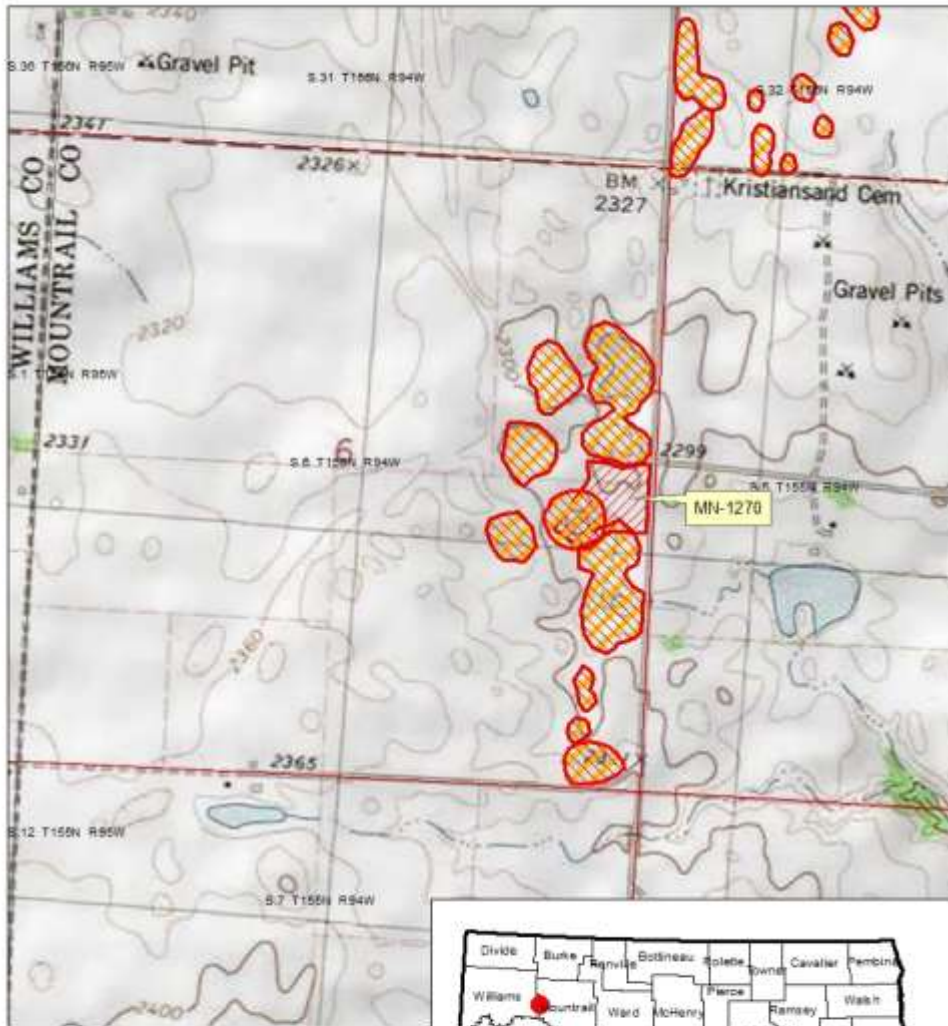 2340
S.36 T156N R95W
Gravel Pit
S.31 T156N R94W
S.32 T156N R94W
2341
2326
BM
2327
Kristiansand Cem
WILLIAMS CO
MOUNTRAIL CO
Gravel Pits
2320
2300
2331
6
S.6 T155N R94W
2299
S.5 T155N R94W
MN-1270
2360
2365
S.12 T155N R95W
S.7 T155N R94W
2400
Divide
Burke
Renville
Bottineau
Rolette
Towner
Cavalier
Pembina
Williams
Mountrail
Ward
McHenry
Pierce
Ramsey
Walsh